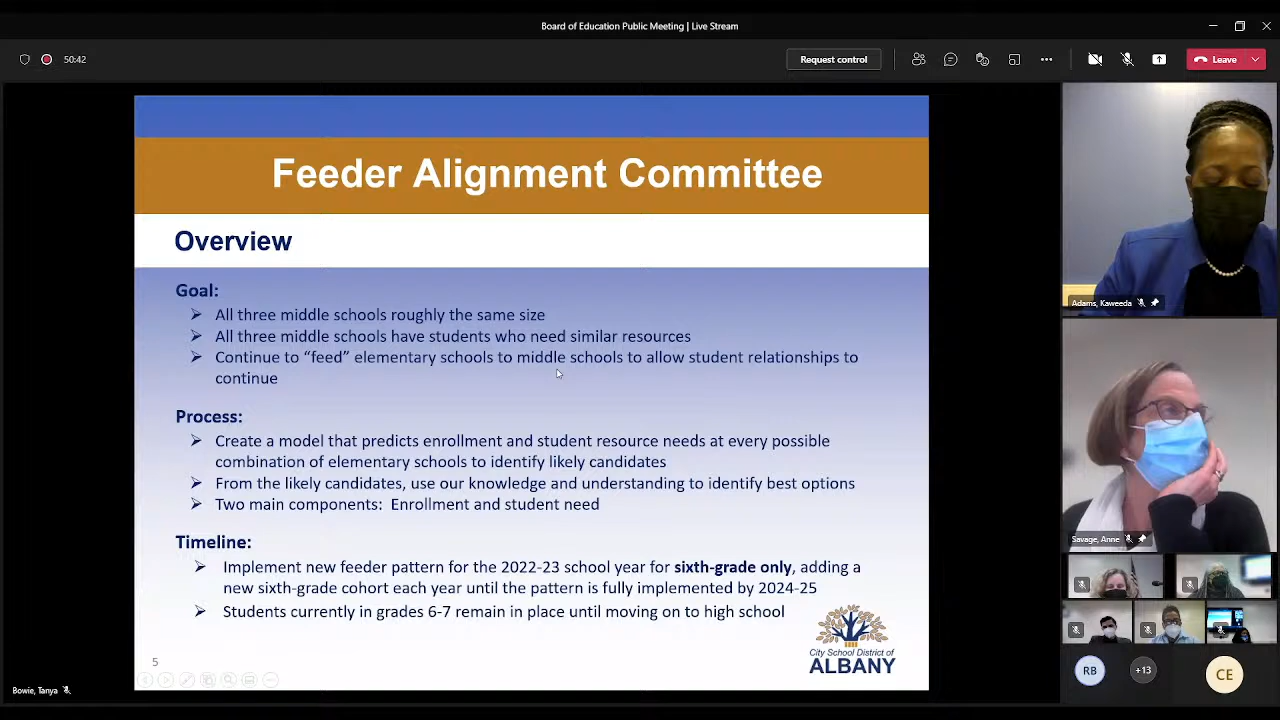 Board of Education Public Meeting | Live Stream
50:42
Request control
Leave
Feeder Alignment Committee
Overview
Goal:
All three middle schools roughly the same size
All three middle schools have students who need similar resources
Continue to “feed” elementary schools to middle schools to allow student relationships to
continue
Process:
Create a model that predicts enrollment and student resource needs at every possible
combination of elementary schools to identify likely candidates
From the likely candidates, use our knowledge and understanding to identify best options
Two main components:  Enrollment and student need
Timeline:
Implement new feeder pattern for the 2022-23 school year for sixth-grade only, adding a
new sixth-grade cohort each year until the pattern is fully implemented by 2024-25
Students currently in grades 6-7 remain in place until moving on to high school
City School District of
ALBANY
5
Bowie, Tanya
Adams, Kaweeda
Savage, Anne
RB
+13
CE